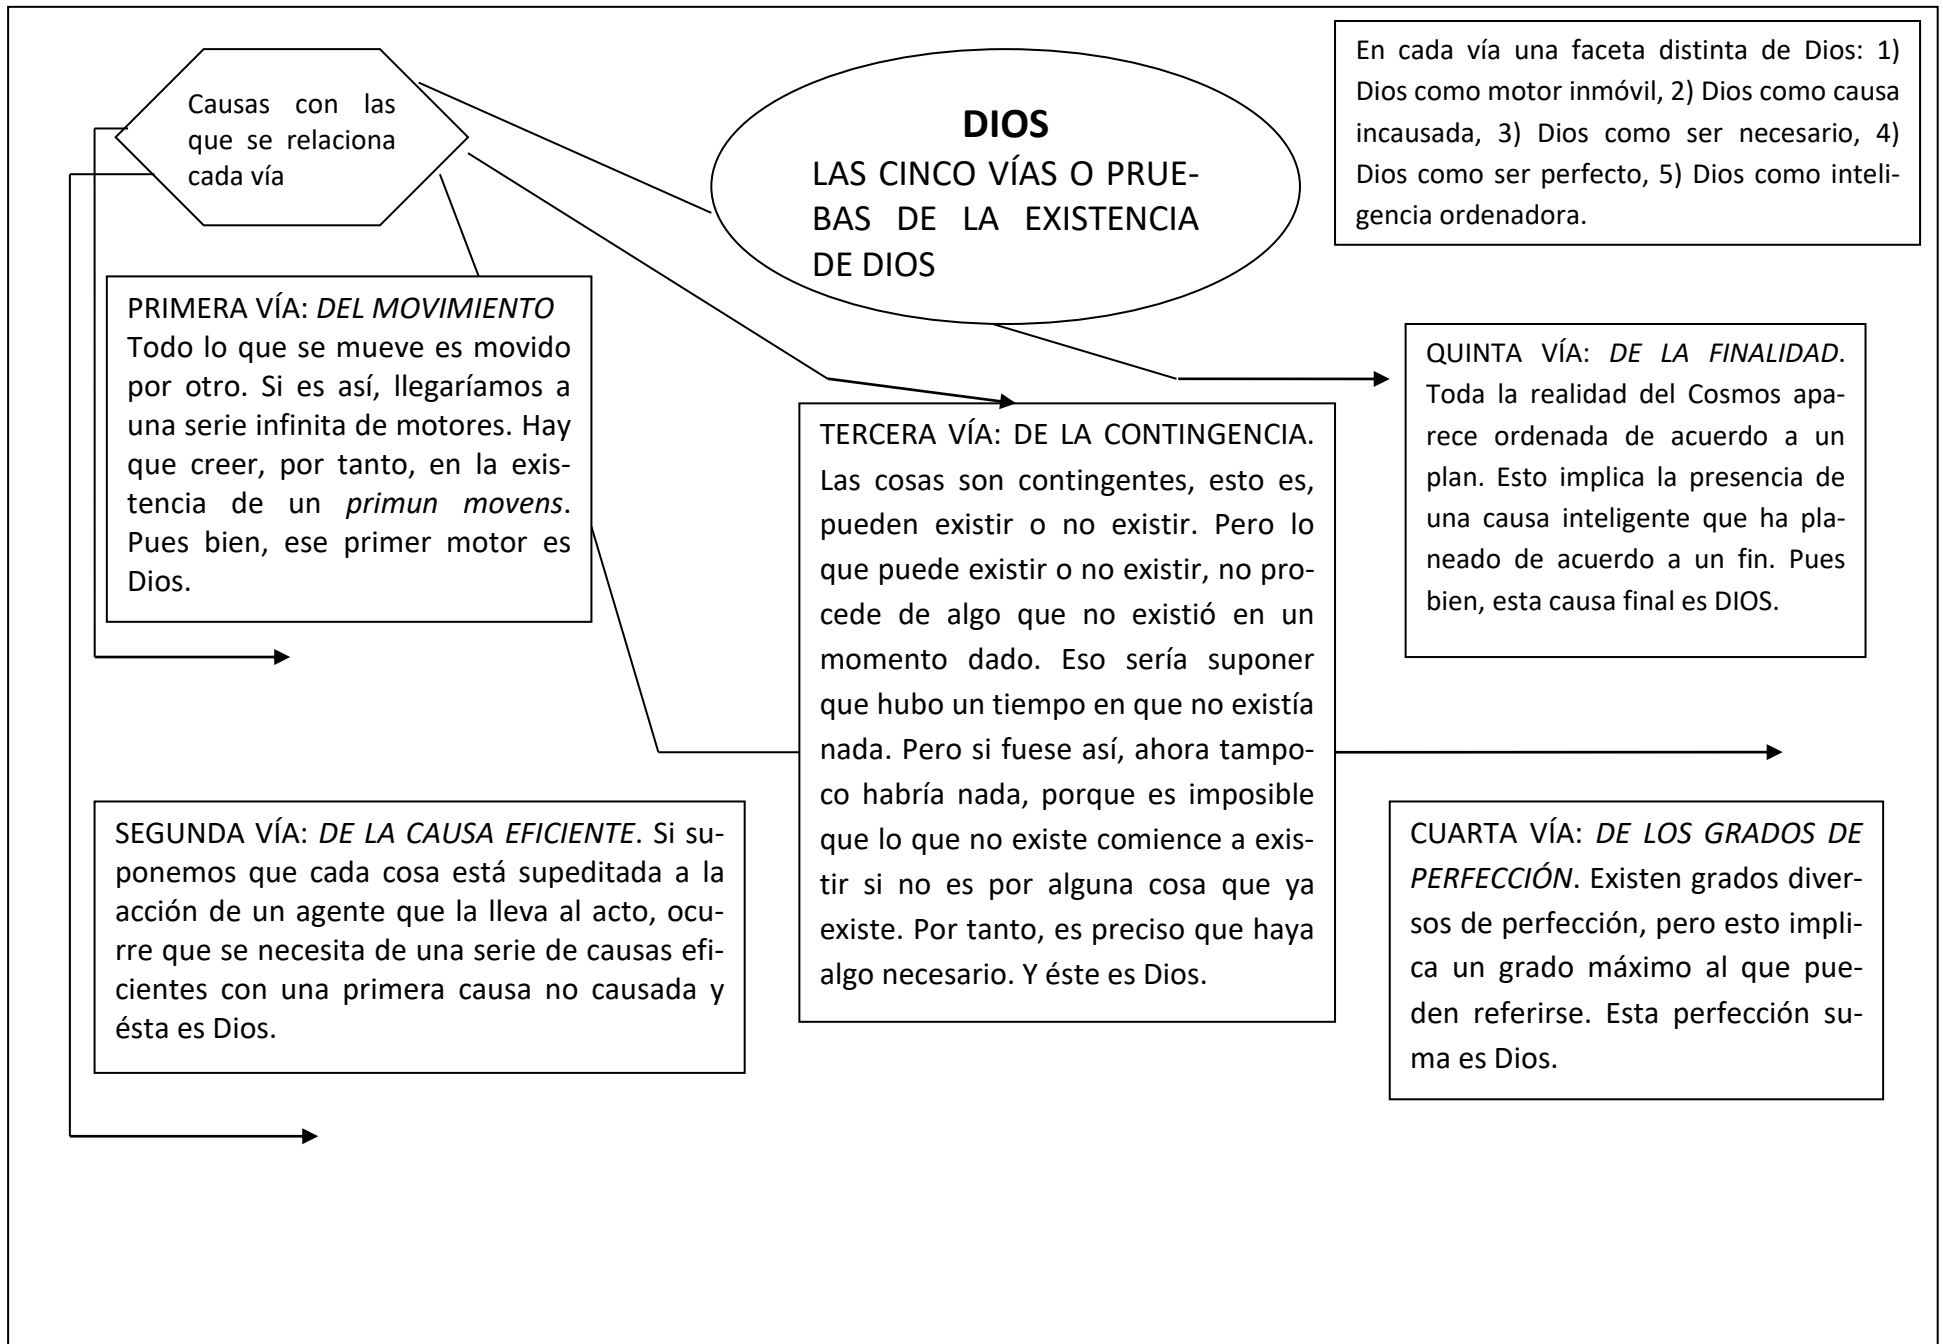 Causas con las
que se relaciona
cada vía
DIOS
LAS CINCO VÍAS O PRUE-
BAS DE LA EXISTENCIA
DE DIOS
En cada vía una faceta distinta de Dios: 1)
Dios como motor inmóvil, 2) Dios como causa
incausada, 3) Dios como ser necesario, 4)
Dios como ser perfecto, 5) Dios como inteli-
gencia ordenadora.
PRIMERA VÍA: DEL MOVIMIENTO
Todo lo que se mueve es movido
por otro. Si es así, llegaríamos a
una serie infinita de motores. Hay
que creer, por tanto, en la exis-
tencia de un primun movens.
Pues bien, ese primer motor es
Dios.
SEGUNDA VÍA: DE LA CAUSA EFICIENTE. Si su-
ponemos que cada cosa está supeditada a la
acción de un agente que la lleva al acto, ocu-
rre que se necesita de una serie de causas efi-
cientes con una primera causa no causada y
ésta es Dios.
TERCERA VÍA: DE LA CONTINGENCIA.
Las cosas son contingentes, esto es,
pueden existir o no existir. Pero lo
que puede existir o no existir, no pro-
cede de algo que no existió en un
momento dado. Eso sería suponer
que hubo un tiempo en que no existía
nada. Pero si fuese así, ahora tampo-
co habría nada, porque es imposible
que lo que no existe comience a exis-
tir si no es por alguna cosa que ya
existe. Por tanto, es preciso que haya
algo necesario. Y éste es Dios.
QUINTA VÍA: DE LA FINALIDAD.
Toda la realidad del Cosmos apa-
rece ordenada de acuerdo a un
plan. Esto implica la presencia de
una causa inteligente que ha pla-
neado de acuerdo a un fin. Pues
bien, esta causa final es DIOS.
CUARTA VÍA: DE LOS GRADOS DE
PERFECCIÓN. Existen grados diver-
sos de perfección, pero esto impli-
ca un grado máximo al que pue-
den referirse. Esta perfección su-
ma es Dios.